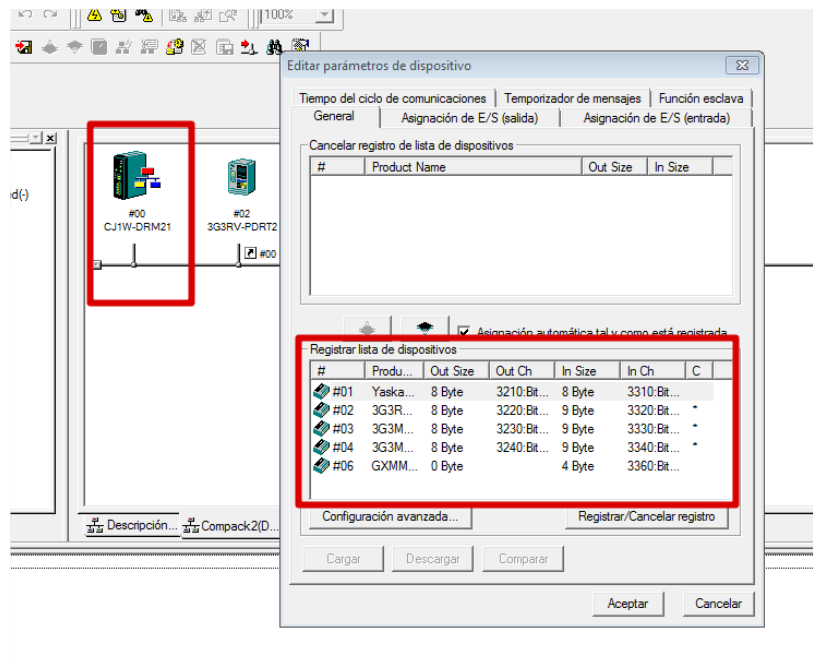 100%
Editar parámetros de dispositivo
Tiempo del ciclo de comunicaciones Temporizador de mensajes Función esclava
General Asignación de E/S (salida) Asignación de E/S (entrada)
Cancelar registro de lista de dispositivos
# Product Name Out Size In Size
ed(-)
#00
CJ1W-DRM21
#02
3G3RV-PDRT2
#00
Asignación automática tal y como está registrada
Registrar lista de dispositivos
# Produ... Out Size Out Ch In Size In Ch C
#01 Yaska... 8 Byte 3210:Bit... 8 Byte 3310:Bit...
#02 3G3R... 8 Byte 3220:Bit... 9 Byte 3320:Bit... *
#03 3G3M... 8 Byte 3230:Bit... 9 Byte 3330:Bit... *
#04 3G3M... 8 Byte 3240:Bit... 9 Byte 3340:Bit... *
#06 GXMM... 0 Byte 4 Byte 3360:Bit...
Configuración avanzada... Registrar/Cancelar registro
Descripción... Compack2(D...
Cargar Descargar Comparar
Aceptar Cancelar